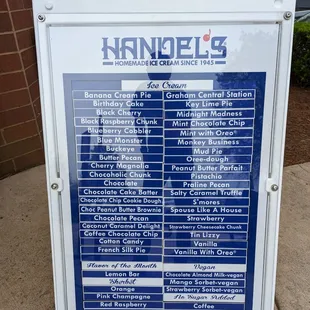 HANDEL'S
HOMEMADE ICE CREAM SINCE 1945
Ice Cream
Banana Cream Pie
Birthday Cake
Black Cherry
Black Raspberry Chunk
Blueberry Cobbler
Blue Monster
Buckeye
Butter Pecan
Cherry Magnolia
Chocaholic Chunk
Chocolate
Chocolate Cake Batter
Chocolate Chip Cookie Dough
Choc Peanut Butter Brownie
Chocolate Pecan
Coconut Caramel Delight
Coffee Chocolate Chip
Cotton Candy
French Silk Pie
Graham Central Station
Key Lime Pie
Midnight Madness
Mint Chocolate Chip
Mint with Oreo®
Monkey Business
Mud Pie
Oree-dough
Peanut Butter Parfait
Pistachio
Praline Pecan
Salty Caramel Truffle
S'mores
Spouse Like A House
Strawberry
Strawberry Cheesecake Chunk
Tin Lizzy
Vanilla
Vanilla With Oreo®
Flavor of the Month
Lemon Bar
Sherbet
Orange
Pink Champagne
Red Raspberry
Vegan
Chocolate Almond Milk-vegan
Mango Sorbet-vegan
Strawberry Sorbet-vegan
No Sugar Added
Coffee